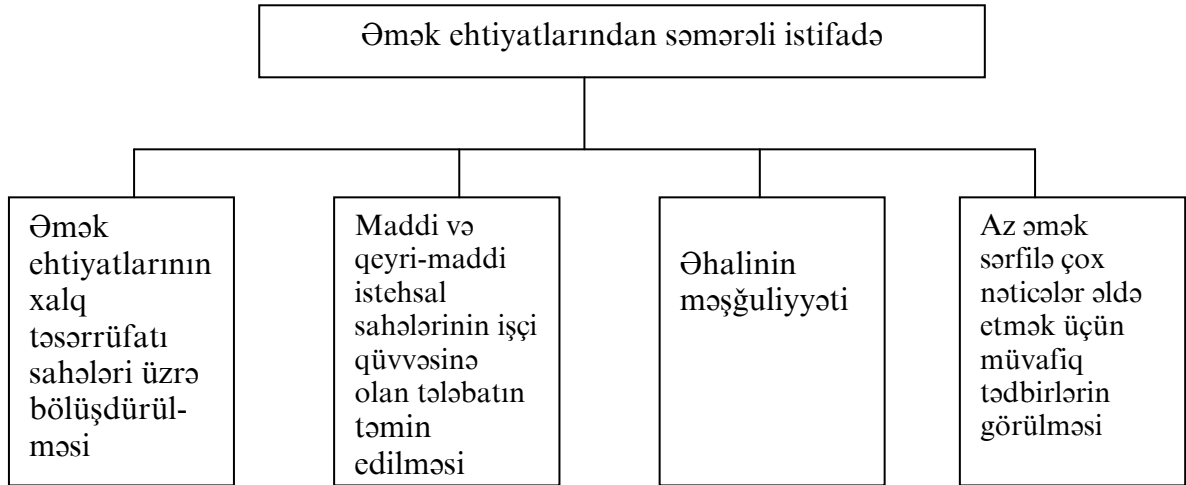 Əmək ehtiyatlarından səmərəli istifadə
Əmək
ehtiyatlarının
xalq
təsərrüfatı
sahələri üzrə
bölüşdürül-
məsi
Maddi və
qeyri-maddi
istehsal
sahələrinin işçi
qüvvəsinə
olan tələbatın
təmin
edilməsi
Əhalinin
məşğuliyyəti
Az əmək
sərfilə çox
nəticələr əldə
etmək üçün
müvafiq
tədbirlərin
görülməsi